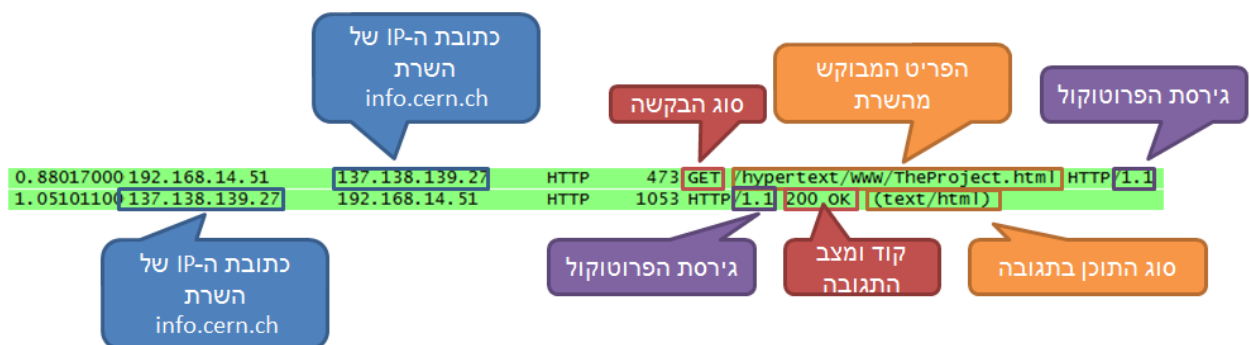 כתובת ה-IP של
השרת
info.cern.ch
סוג הבקשה
הפריט המבוקש
מהשרת
גירסת הפרוטוקול
0.88017000 192.168.14.51 137.138.139.27 HTTP 473 GET /hypertext/WWW/TheProject.html HTTP/1.1
1.05101100 137.138.139.27 192.168.14.51 HTTP 1053 HTTP/1.1 200 OK (text/html)
כתובת ה-IP של
השרת
info.cern.ch
גירסת הפרוטוקול
קוד ומצב
התגובה
סוג התוכן בתגובה